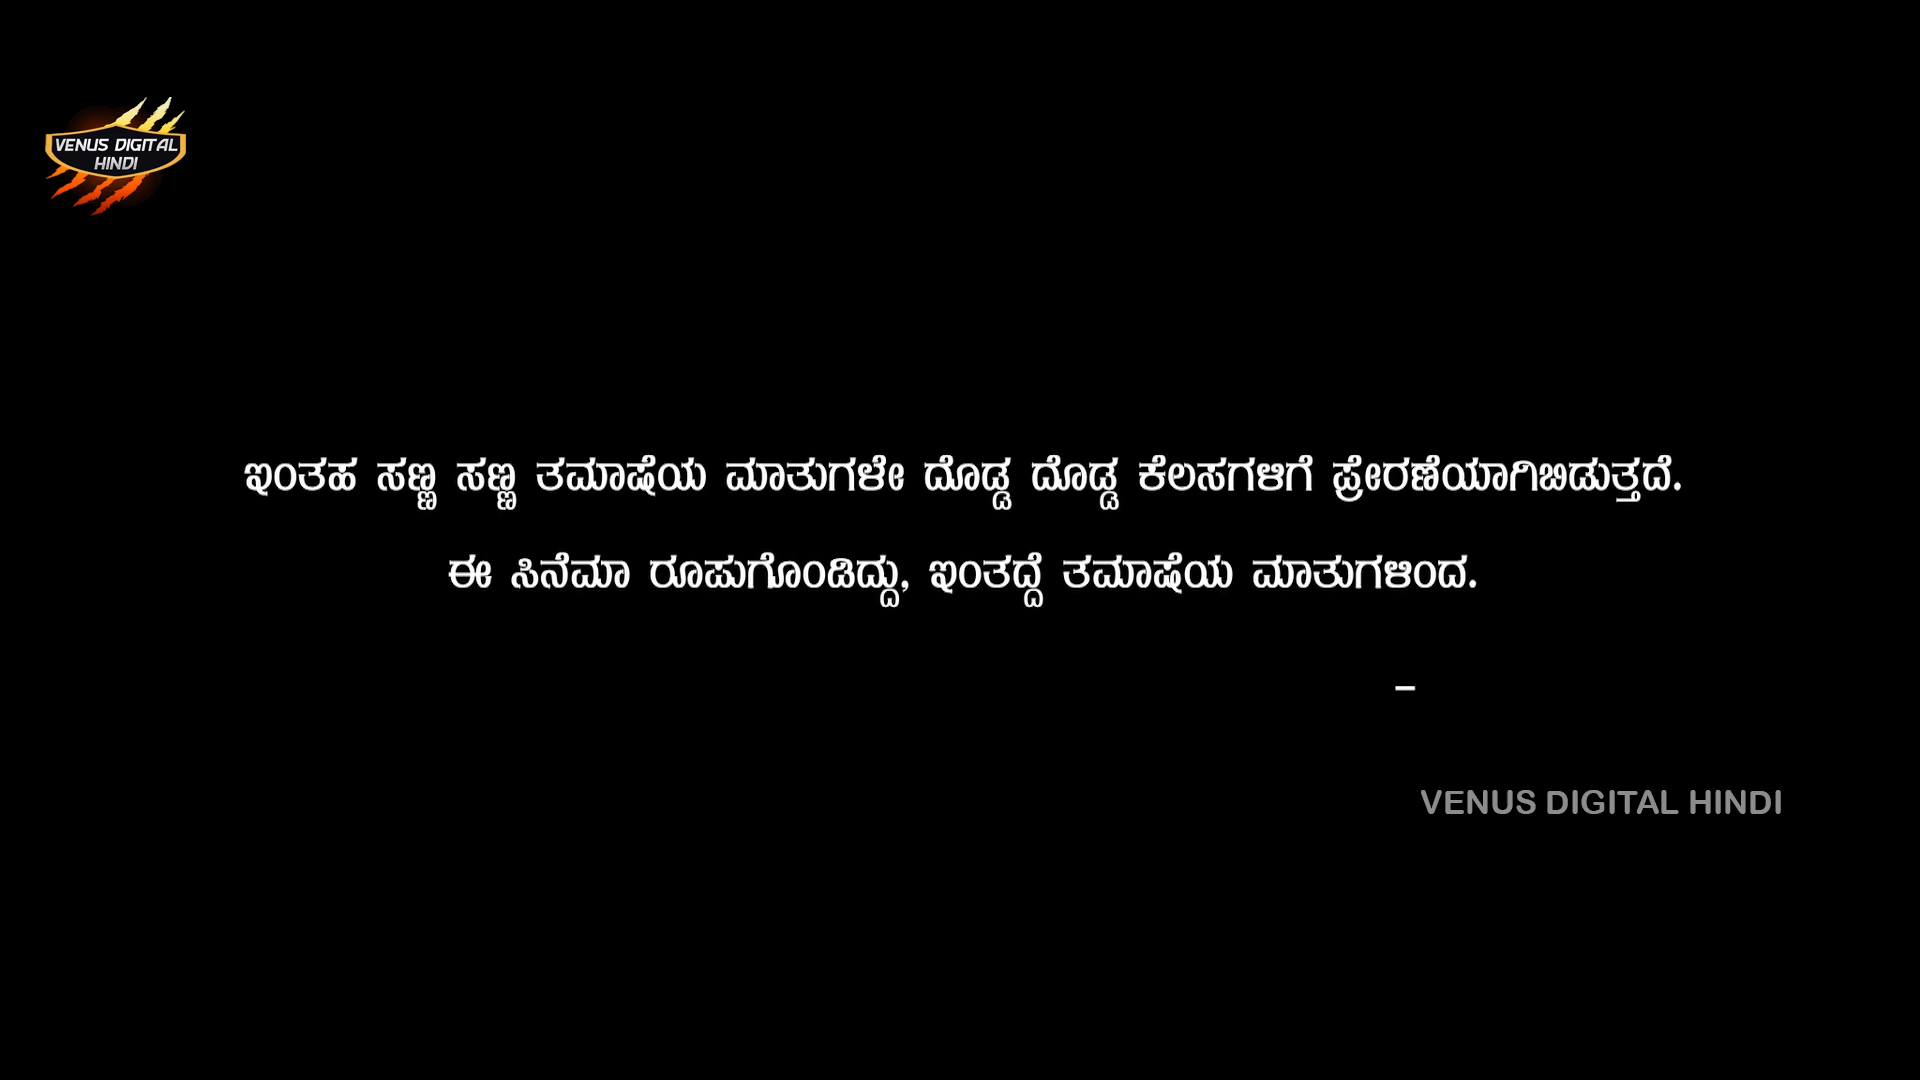 VENUS DIGITAL
HINDI
ಇಂತಹ ಸಣ್ಣ ಸಣ್ಣ ತಮಾಷೆಯ ಮಾತುಗಳೇ ದೊಡ್ಡ ದೊಡ್ಡ ಕೆಲಸಗಳಿಗೆ ಪ್ರೇರಣೆಯಾಗಿಬಿಡುತ್ತದೆ.
ಈ ಸಿನೆಮಾ ರೂಪುಗೊಂಡಿದ್ದು, ಇಂತದ್ದೆ ತಮಾಷೆಯ ಮಾತುಗಳಿಂದ.
–
VENUS DIGITAL HINDI